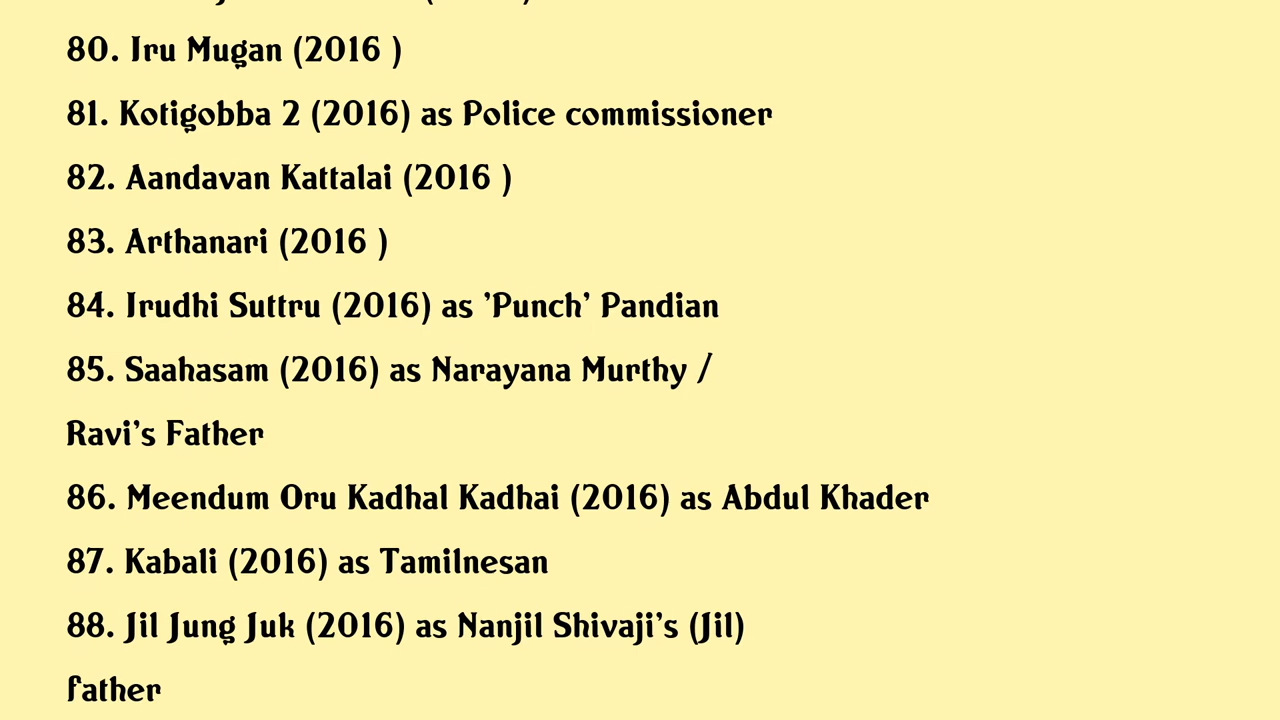 80. Iru Mugan (2016 )
81. Kotigobba 2 (2016) as Police commissioner
82. Aandavan Kattalai (2016 )
83. Arthanari (2016 )
84. Irudhi Suttru (2016) as 'Punch' Pandian
85. Saahasam (2016) as Narayana Murthy /
Ravi's Father
86. Meendum Oru Kadhal Kadhai (2016) as Abdul Khader
87. Kabali (2016) as Tamilnesan
88. Jil Jung Juk (2016) as Nanjil Shivaji's (Jil)
father